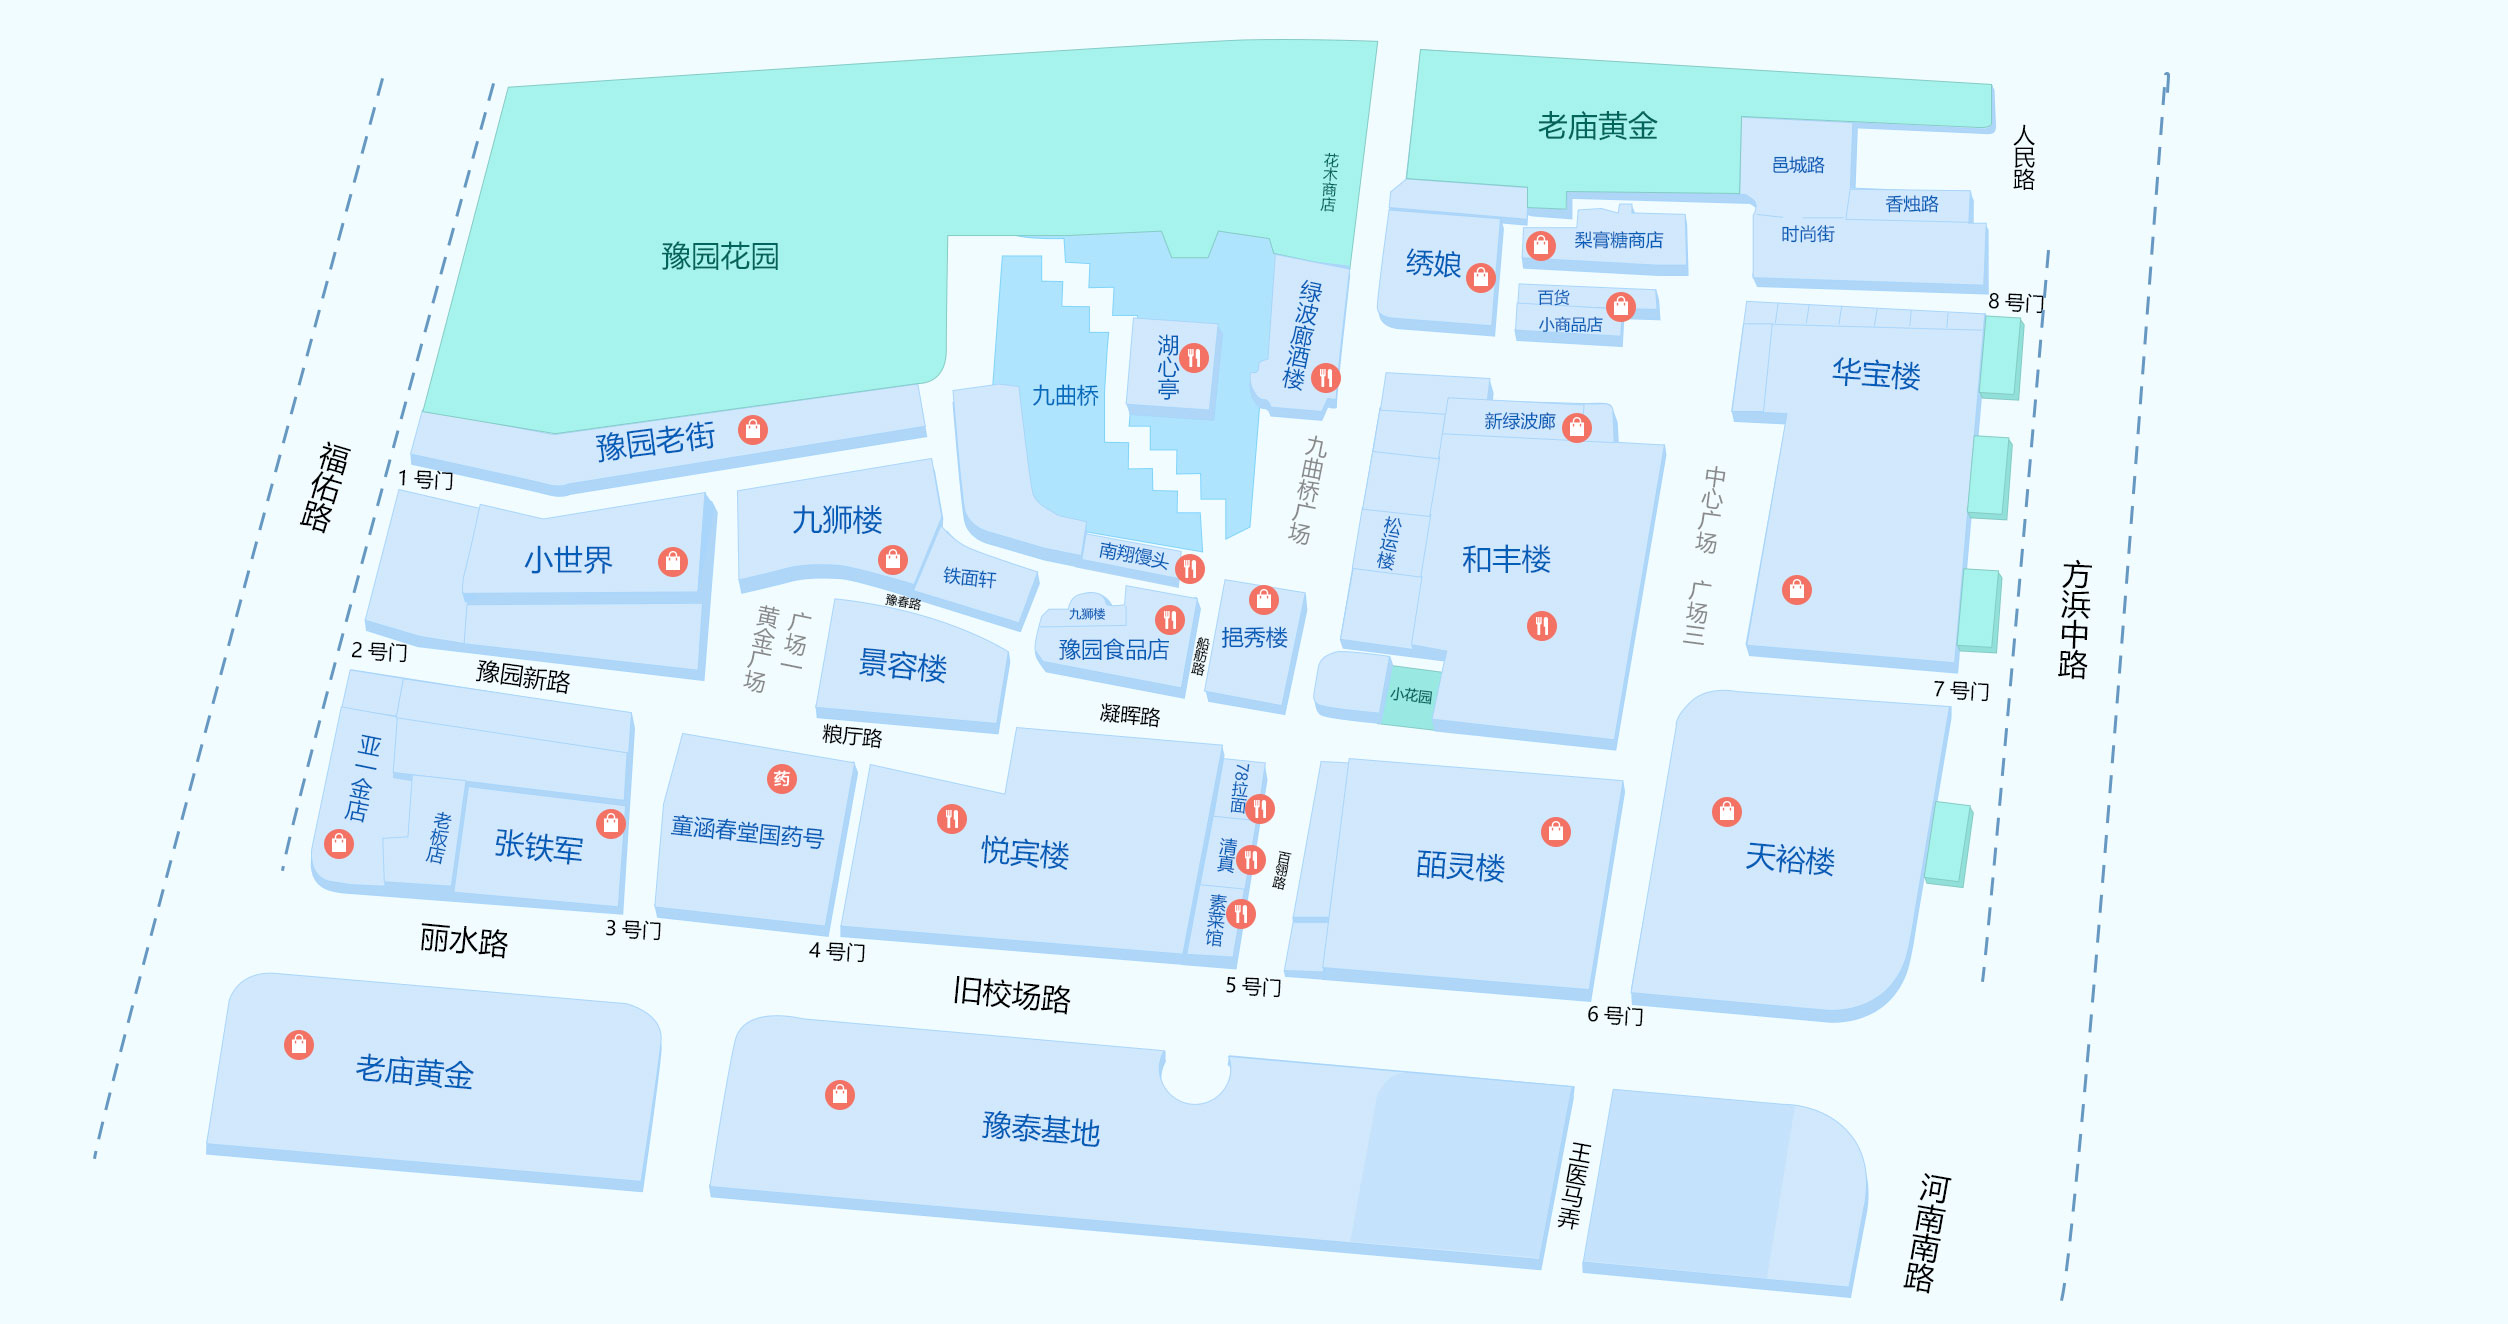 老庙黄金
人民路
花木商店
邑城路
香烛路
时尚街
豫园花园
绣娘
梨膏糖商店
百货
小商品店
8 号门
绿波廊酒楼
湖心亭
九曲桥
华宝楼
新绿波廊
豫园老街
九曲桥广场
中心广场 广场三
福佑路
1 号门
九狮楼
松运楼
和丰楼
小世界
南翔馒头
铁面轩
方浜中路
豫春路
九狮楼
豫园食品店
船舫路
挹秀楼
广场一
黄金广场
景容楼
2 号门
豫园新路
小花园
7 号门
凝晖路
粮厅路
亚一金店
老板店
张铁军
药
童涵春堂国药号
悦宾楼
78拉面
清真
素菜馆
百翎路
皕灵楼
天裕楼
丽水路
3 号门
4 号门
旧校场路
5 号门
6 号门
老庙黄金
豫泰基地
王医马弄
河南南路